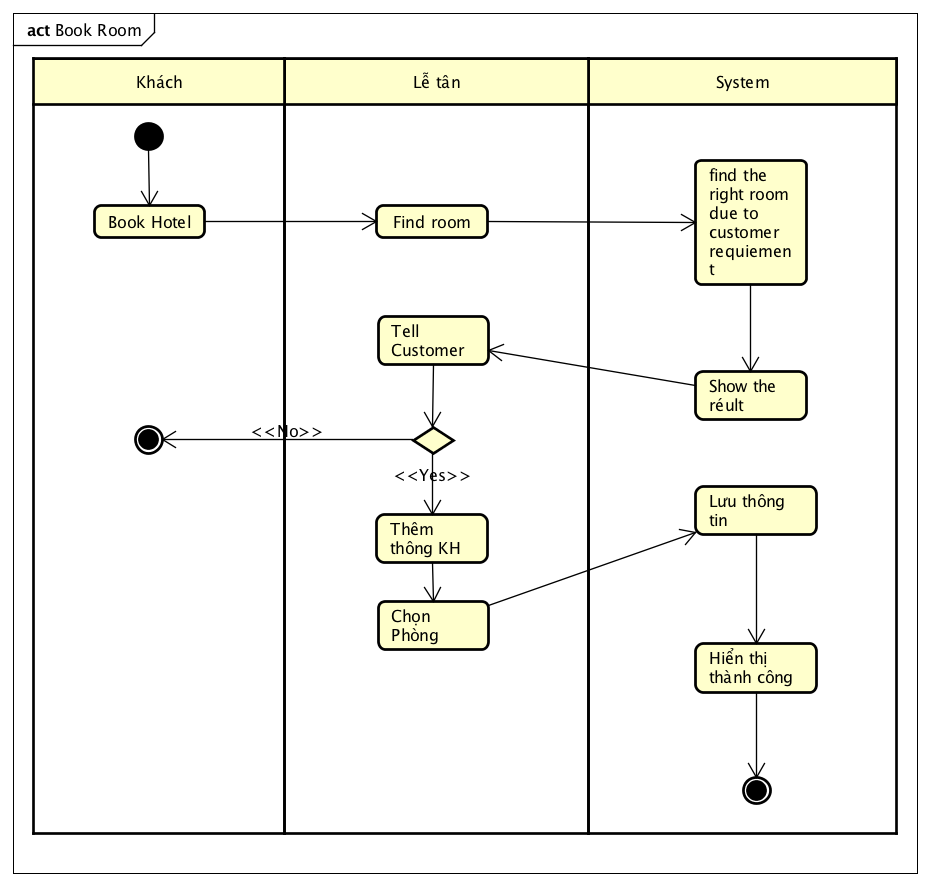 act Book Room
Khách
Lễ tân
System
Book Hotel
Find room
find the
right room
due to
customer
requiemen
t
Tell
Customer
Show the
réult
<<No>>
<<Yes>>
Lưu thông
tin
Thêm
thông KH
Chọn
Phòng
Hiển thị
thành công